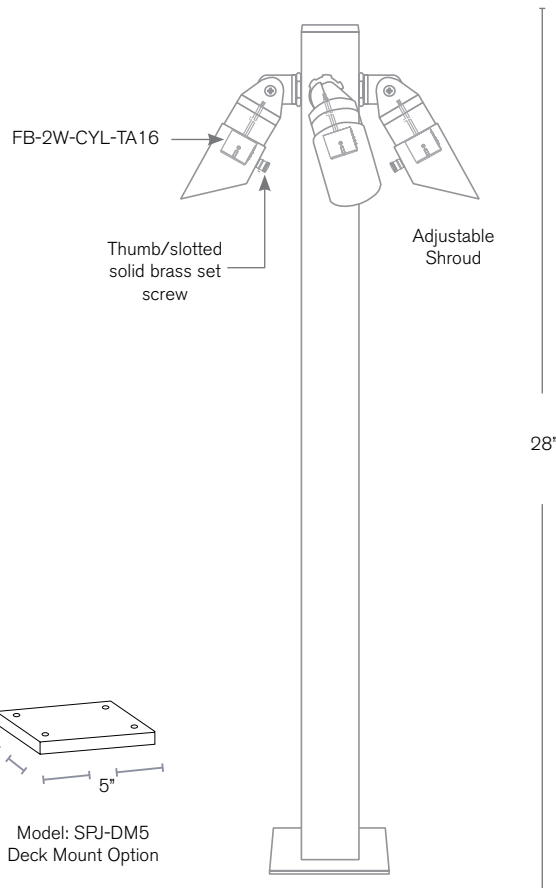 FB-2W-CYL-TA16
Thumb/slotted
solid brass set
screw
Adjustable
Shroud
28"
5"
Model: SPJ-DM5
Deck Mount Option